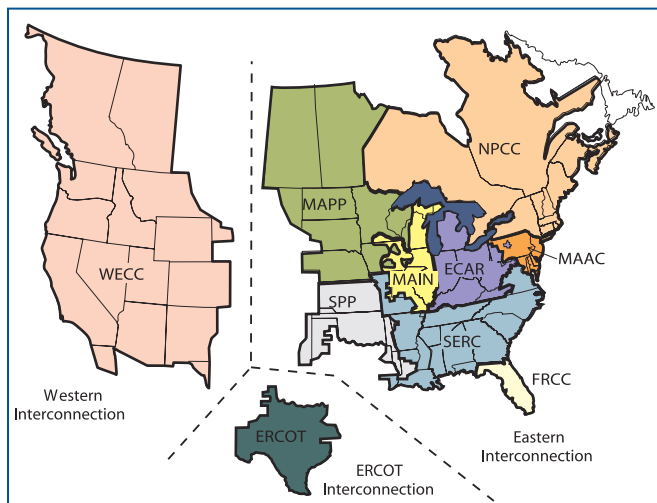 NPCC
MAPP
WECC
MAIN
ECAR
MAAC
SPP
SERC
FRCC
Western
Interconnection
ERCOT
Eastern
Interconnection
ERCOT
Interconnection